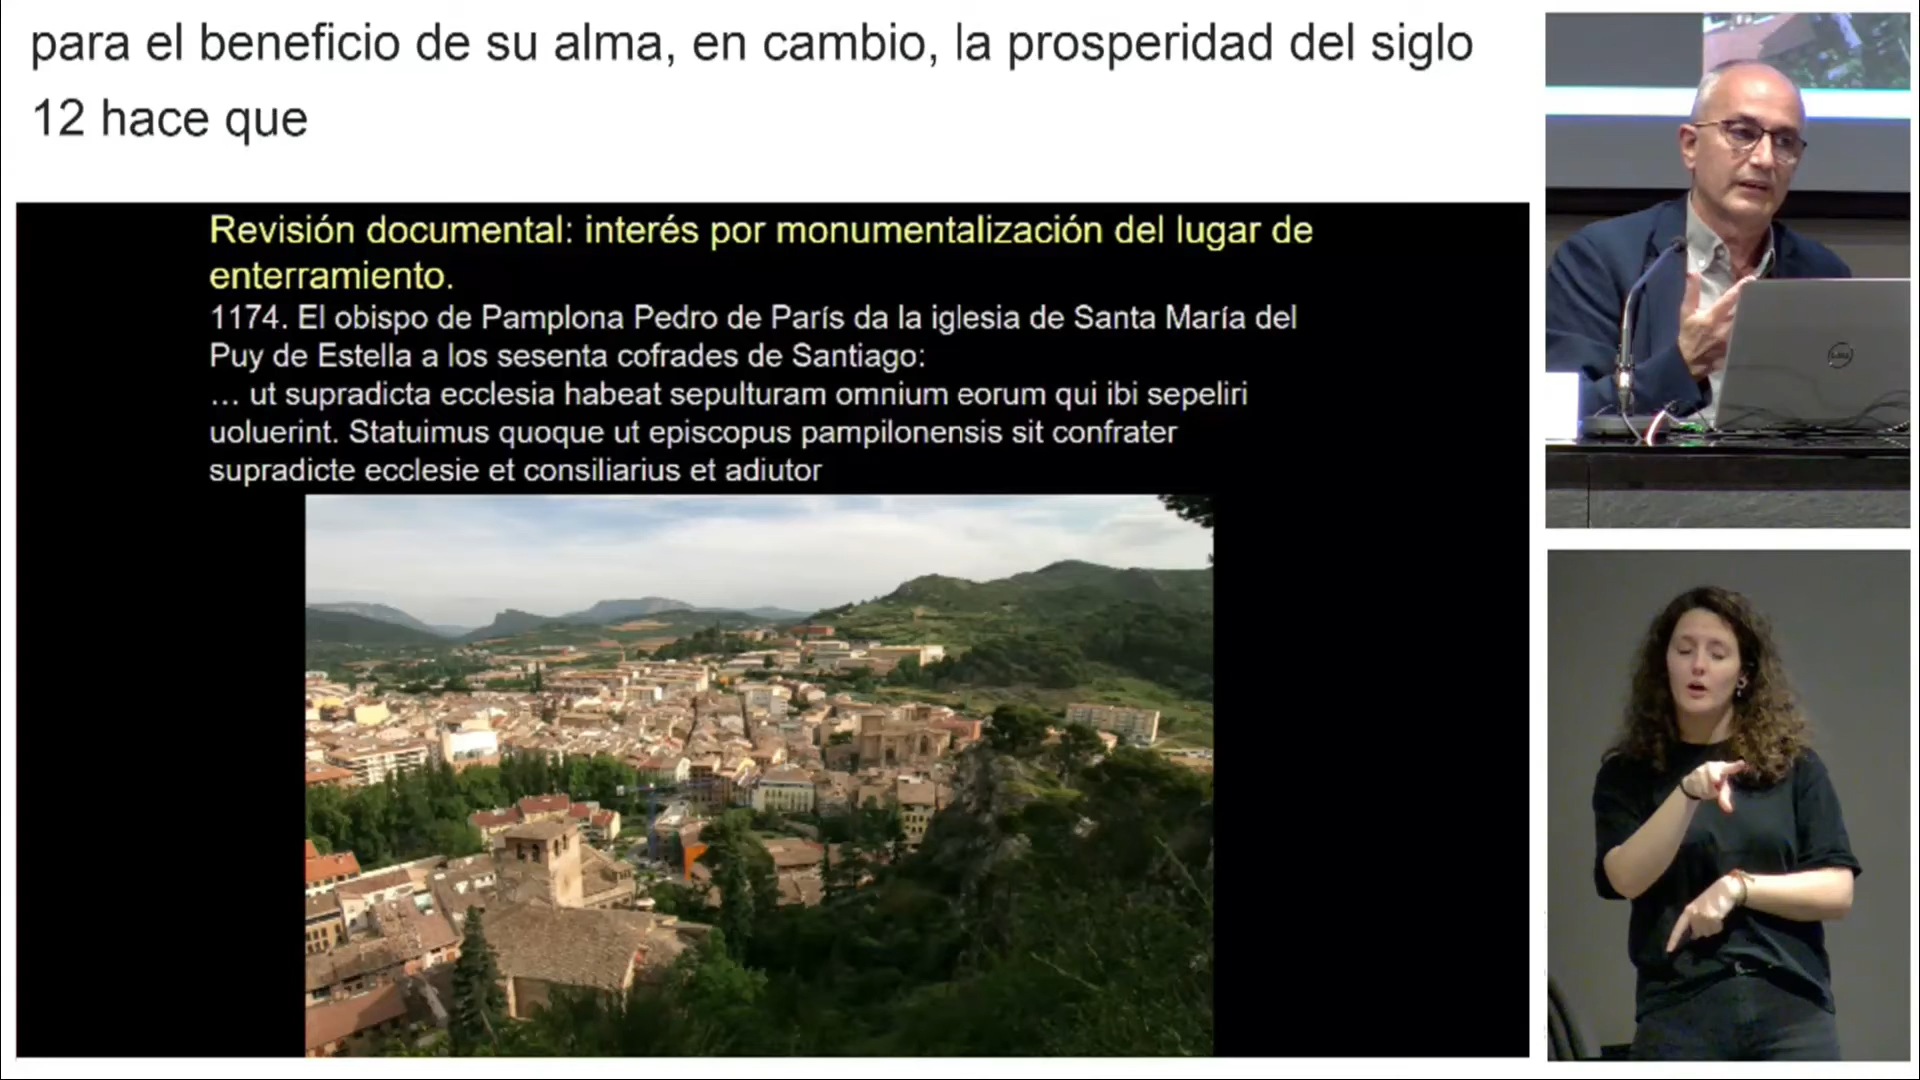 para el beneficio de su alma, en cambio, la prosperidad del siglo
12 hace que
Revisión documental: interés por monumentalización del lugar de
enterramiento.
1174. El obispo de Pamplona Pedro de París da la iglesia de Santa María del
Puy de Estella a los sesenta cofrades de Santiago:
... ut supradicta ecclesia habeat sepulturam omnium eorum qui ibi sepeliri
uoluerint. Statuimus quoque ut episcopus pampilonensis sit confrater
supradicte ecclesie et consiliarius et adiutor
DELL